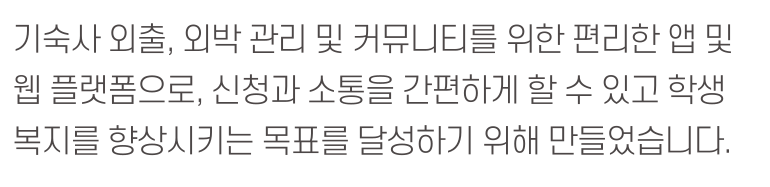 기숙사 외출, 외박 관리 및 커뮤니티를 위한 편리한 앱 및
웹 플랫폼으로, 신청과 소통을 간편하게 할 수 있고 학생
복지를 향상시키는 목표를 달성하기 위해 만들었습니다.